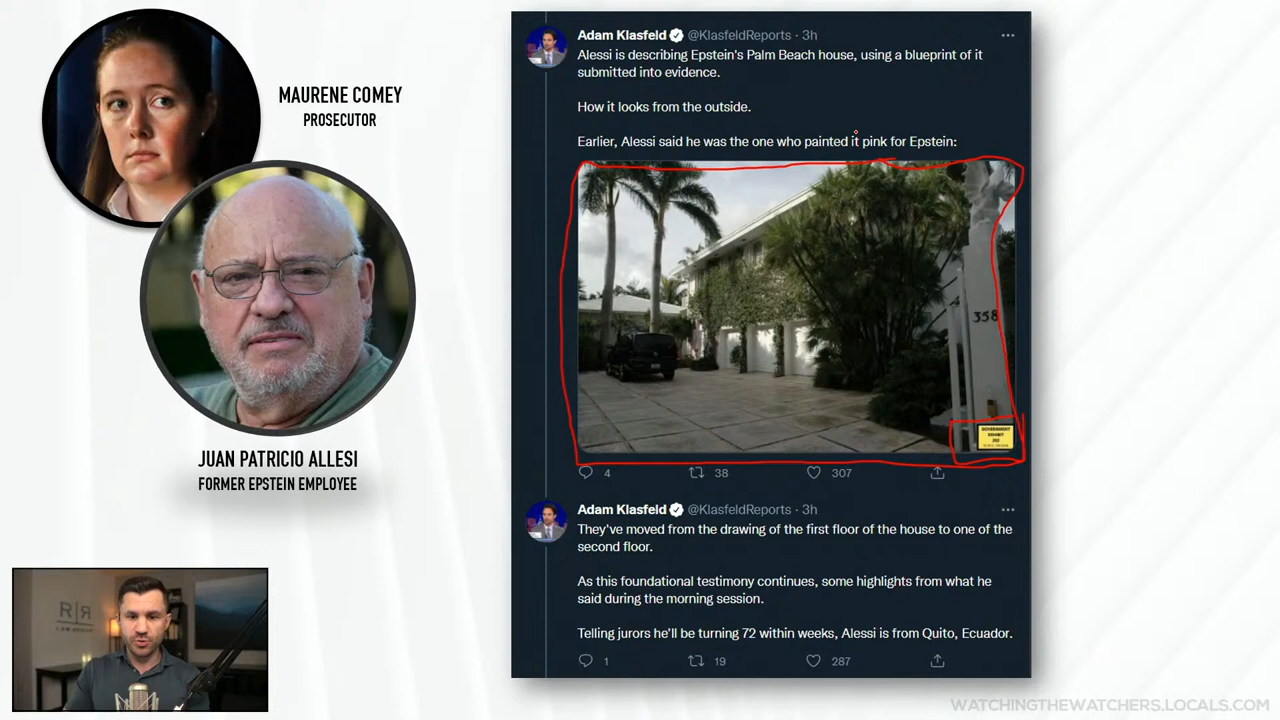 MAURENE COMEY
PROSECUTOR
JUAN PATRICIO ALLESI
FORMER EPSTEIN EMPLOYEE
Adam Klasfeld @KlasfeldReports · 3h
Alessi is describing Epstein's Palm Beach house, using a blueprint of it
submitted into evidence.
How it looks from the outside.
Earlier, Alessi said he was the one who painted it pink for Epstein:
358
GOVERNMENT
EXHIBIT
4 38 307
Adam Klasfeld @KlasfeldReports · 3h
They've moved from the drawing of the first floor of the house to one of the
second floor.
As this foundational testimony continues, some highlights from what he
said during the morning session.
Telling jurors he'll be turning 72 within weeks, Alessi is from Quito, Ecuador.
1 19 287
R|R
LAW GROUP
WATCHINGTHEWATCHERS.LOCALS.COM